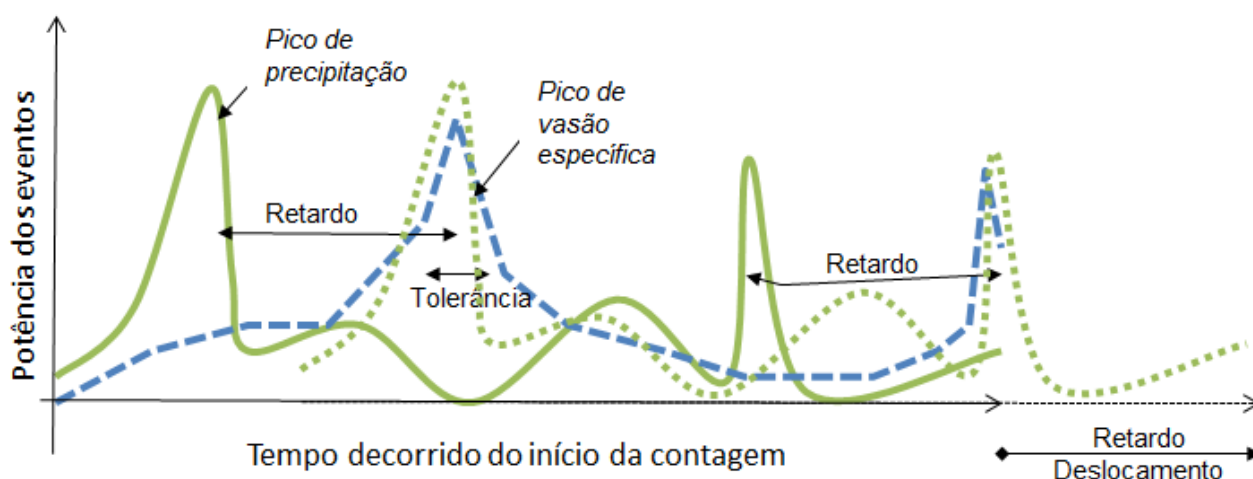 Pico de
precipitação
Pico de
vasão
específica
Retardo
Tolerância
Retardo
Potência dos eventos
Tempo decorrido do início da contagem
Retardo
Deslocamento